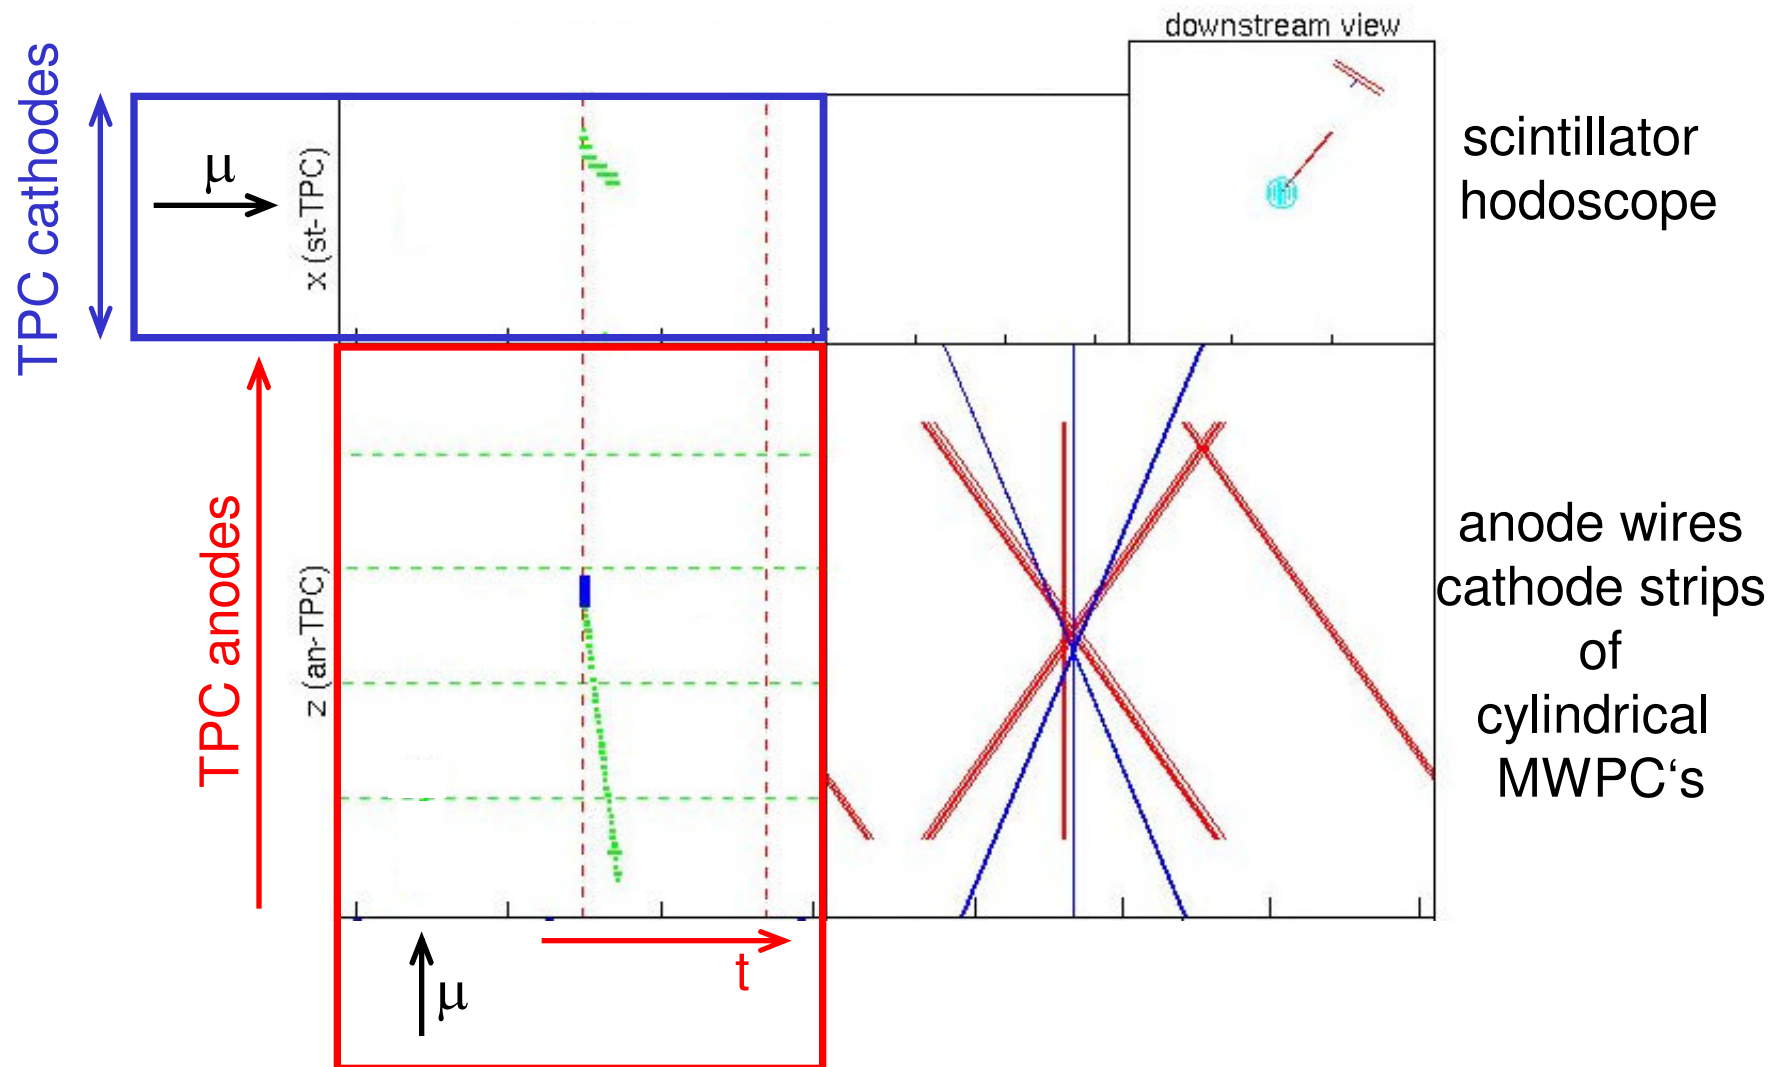 downstream view
TPC cathodes
μ
x (st-TPC)
scintillator
hodoscope
TPC anodes
z (an-TPC)
anode wires
cathode strips
of
cylindrical
MWPC‘s
t
μ